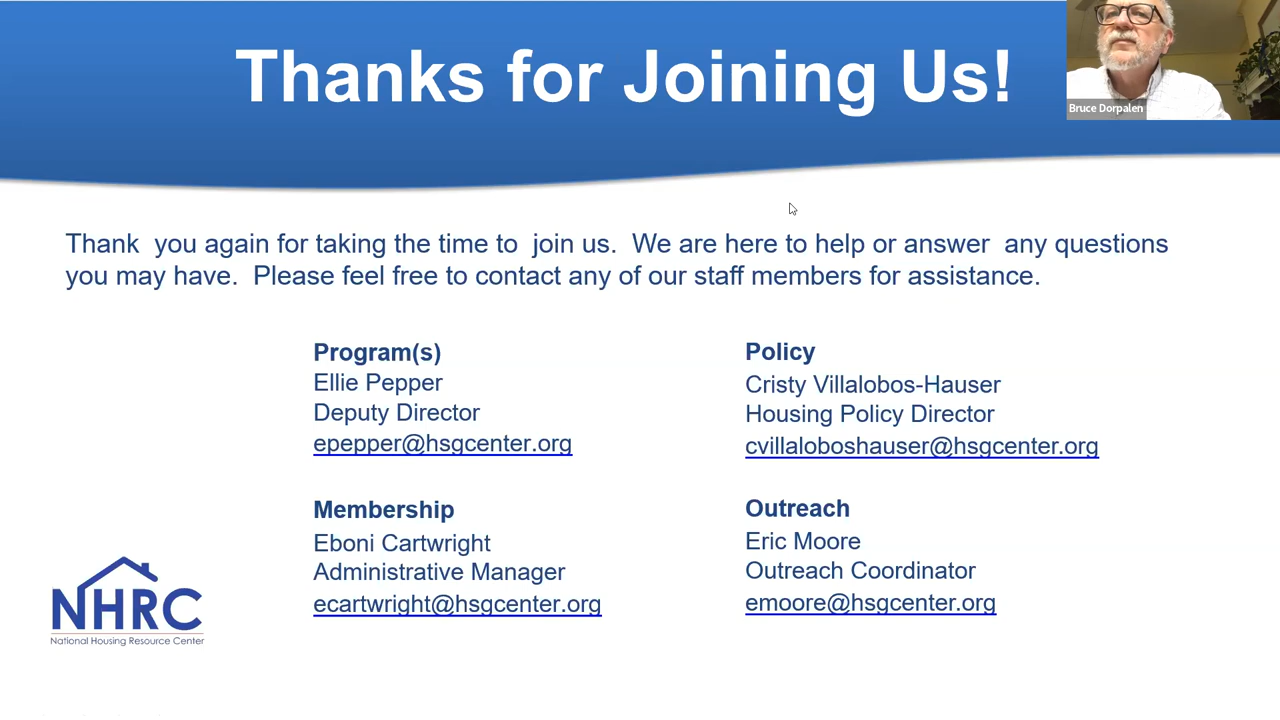 Thanks for Joining Us!
Bruce Dorpalen
Thank you again for taking the time to join us. We are here to help or answer any questions
you may have. Please feel free to contact any of our staff members for assistance.
Program(s)
Ellie Pepper
Deputy Director
epepper@hsgcenter.org
Policy
Cristy Villalobos-Hauser
Housing Policy Director
cvillaloboshauser@hsgcenter.org
Membership
Eboni Cartwright
Administrative Manager
ecartwright@hsgcenter.org
Outreach
Eric Moore
Outreach Coordinator
emoore@hsgcenter.org
NHRC
National Housing Resource Center